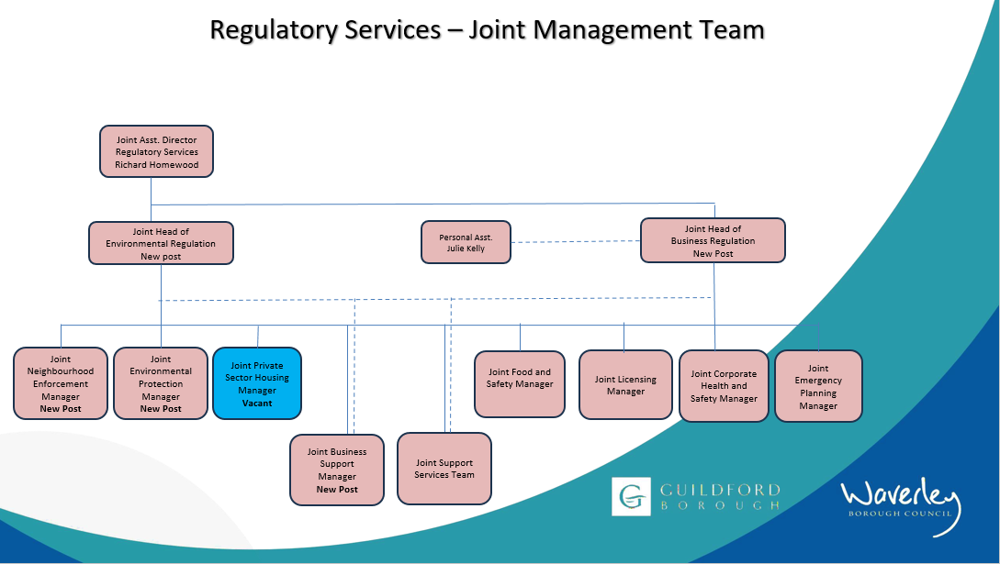 Regulatory Services – Joint Management Team
Joint Asst. Director
Regulatory Services
Richard Homewood
Joint Head of
Environmental Regulation
New post
Personal Asst.
Julie Kelly
Joint Head of
Business Regulation
New Post
Joint
Neighbourhood
Enforcement
Manager
New Post
Joint
Environmental
Protection
Manager
New Post
Joint Private
Sector Housing
Manager
Vacant
Joint Food and
Safety Manager
Joint Licensing
Manager
Joint Corporate
Health and
Safety Manager
Joint
Emergency
Planning
Manager
Joint Business
Support
Manager
New Post
Joint Support
Services Team
G
GUILDFORD
BOROUGH
Waverley
BOROUGH COUNCIL